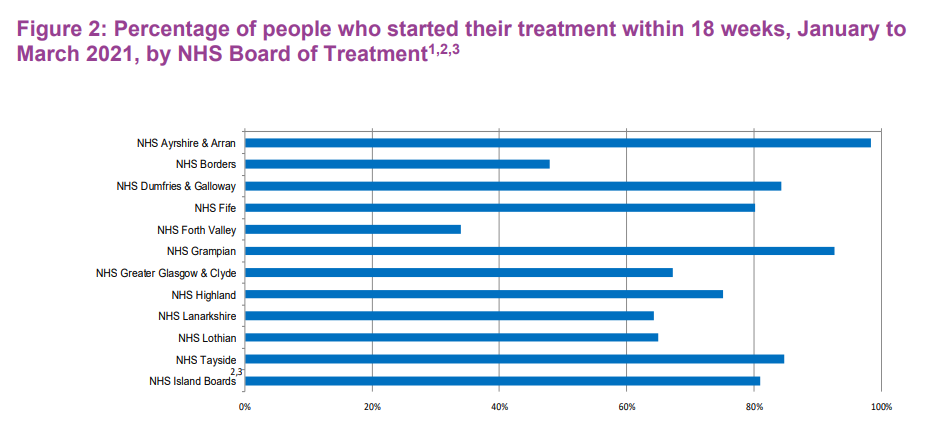 Figure 2: Percentage of people who started their treatment within 18 weeks, January to
March 2021, by NHS Board of Treatment1,2,3
NHS Ayrshire & Arran
NHS Borders
NHS Dumfries & Galloway
NHS Fife
NHS Forth Valley
NHS Grampian
NHS Greater Glasgow & Clyde
NHS Highland
NHS Lanarkshire
NHS Lothian
NHS Tayside
NHS Island Boards2,3
0% 20% 40% 60% 80% 100%